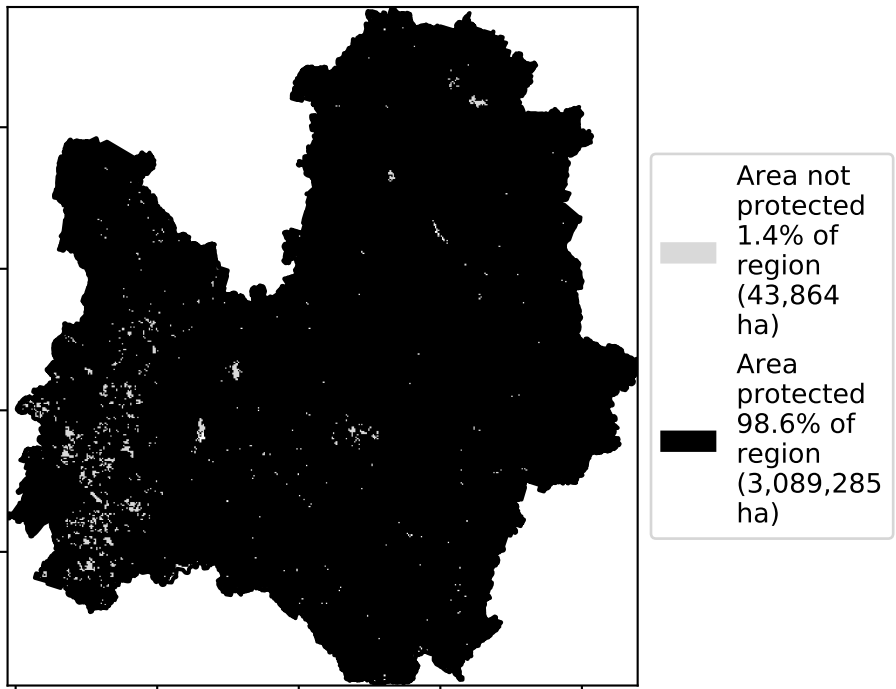 Area not
protected
1.4% of
region
(43,864
ha)
Area
protected
98.6% of
region
(3,089,285
ha)